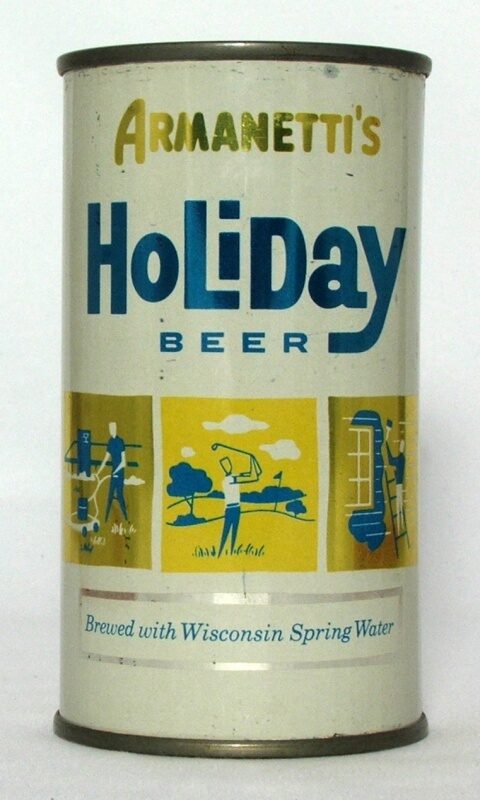 ARMANETTI'S
HoLiDay
BEER
Brewed with Wisconsin Spring Water